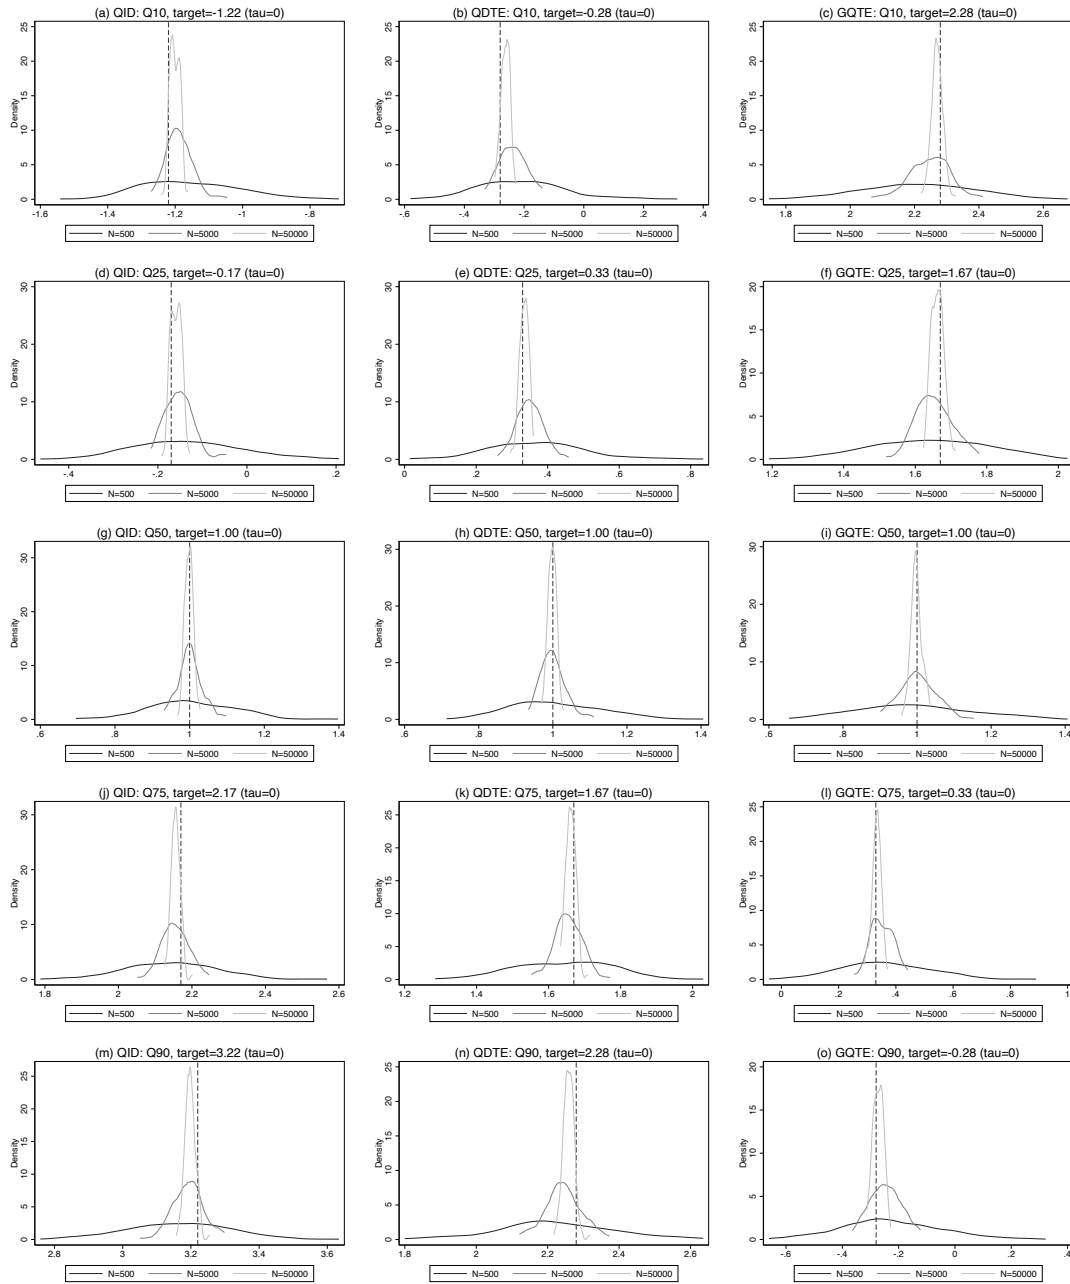 (a) QID: Q10, target=-1.22 (tau=0)
Density
0 5 10 15 20 25
-1.6 -1.4 -1.2 -1 -.8
N=500 N=5000 N=50000
(b) QDTE: Q10, target=-0.28 (tau=0)
Density
0 5 10 15 20 25
-.6 -.4 -.2 0 .2 .4
N=500 N=5000 N=50000
(c) GQTE: Q10, target=2.28 (tau=0)
Density
0 5 10 15 20 25
1.8 2 2.2 2.4 2.6
N=500 N=5000 N=50000
(d) QID: Q25, target=-0.17 (tau=0)
Density
0 10 20 30
-.4 -.2 0 .2
N=500 N=5000 N=50000
(e) QDTE: Q25, target=0.33 (tau=0)
Density
0 10 20 30
0 .2 .4 .6 .8
N=500 N=5000 N=50000
(f) GQTE: Q25, target=1.67 (tau=0)
Density
0 5 10 15 20
1.2 1.4 1.6 1.8 2
N=500 N=5000 N=50000
(g) QID: Q50, target=1.00 (tau=0)
Density
0 10 20 30
.6 .8 1 1.2 1.4
N=500 N=5000 N=50000
(h) QDTE: Q50, target=1.00 (tau=0)
Density
0 10 20 30
.6 .8 1 1.2 1.4
N=500 N=5000 N=50000
(i) GQTE: Q50, target=1.00 (tau=0)
Density
0 10 20 30
.6 .8 1 1.2 1.4
N=500 N=5000 N=50000
(j) QID: Q75, target=2.17 (tau=0)
Density
0 10 20 30
1.8 2 2.2 2.4 2.6
N=500 N=5000 N=50000
(k) QDTE: Q75, target=1.67 (tau=0)
Density
0 5 10 15 20 25
1.2 1.4 1.6 1.8 2
N=500 N=5000 N=50000
(l) GQTE: Q75, target=0.33 (tau=0)
Density
0 5 10 15 20 25
0 .2 .4 .6 .8 1
N=500 N=5000 N=50000
(m) QID: Q90, target=3.22 (tau=0)
Density
0 5 10 15 20 25
2.8 3 3.2 3.4 3.6
N=500 N=5000 N=50000
(n) QDTE: Q90, target=2.28 (tau=0)
Density
0 5 10 15 20 25
1.8 2 2.2 2.4 2.6
N=500 N=5000 N=50000
(o) GQTE: Q90, target=-0.28 (tau=0)
Density
0 5 10 15 20
-.6 -.4 -.2 0 .2 .4
N=500 N=5000 N=50000